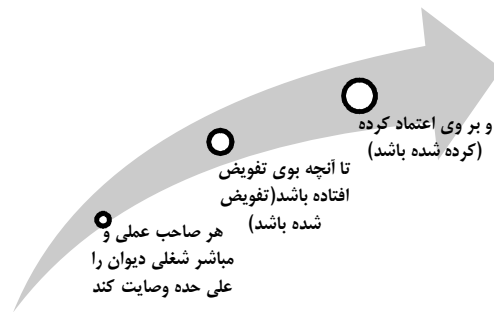 هر صاحب عملی و
مباشر شغلی دیوان را
علی حده وصایت کند
تا آنچه بوی تفویض
افتاده باشد(تفویض
شده باشد)
و بر وی اعتماد کرده
(کرده شده باشد)